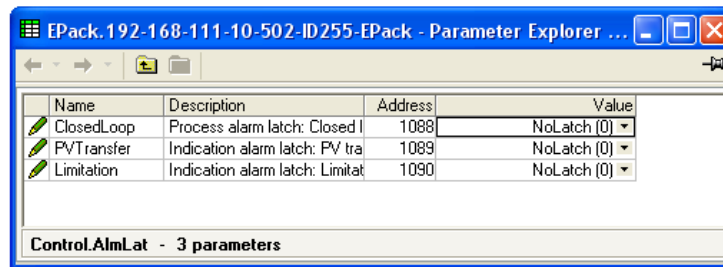 EPack.192-168-111-10-502-ID255-EPack - Parameter Explorer ...
Name Description Address Value
ClosedLoop Process alarm latch: Closed l 1088 NoLatch (0)
PVTransfer Indication alarm latch: PV tra 1089 NoLatch (0)
Limitation Indication alarm latch: Limitat 1090 NoLatch (0)
Control.AlmLat - 3 parameters